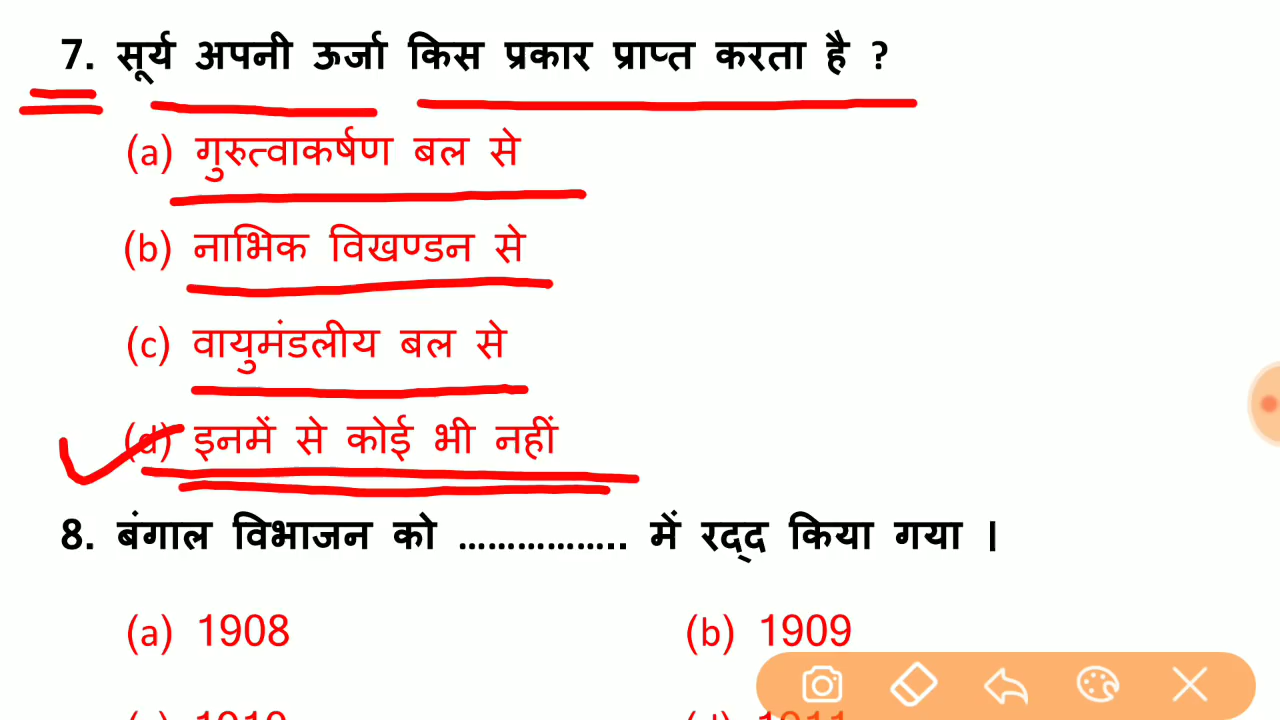 7. सूर्य अपनी ऊर्जा किस प्रकार प्राप्त करता है ?
(a) गुरुत्वाकर्षण बल से
(b) नाभिक विखण्डन से
(c) वायुमंडलीय बल से
(d) इनमें से कोई भी नहीं
8. बंगाल विभाजन को ................. में रद्द किया गया ।
(a) 1908 (b) 1909